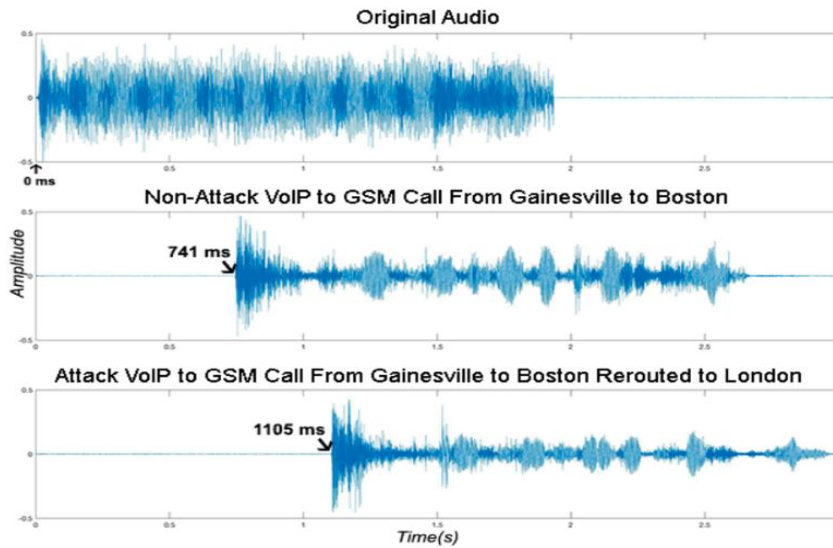 Original Audio
0.5
0
-0.5
0 0.5 1 1.5 2 2.5
0 ms
Non-Attack VoIP to GSM Call From Gainesville to Boston
0.5
741 ms
Amplitude
0
-0.5
0 0.5 1 1.5 2 2.5
Attack VoIP to GSM Call From Gainesville to Boston Rerouted to London
0.5
1105 ms
0
-0.5
0 0.5 1 1.5 2 2.5
Time(s)